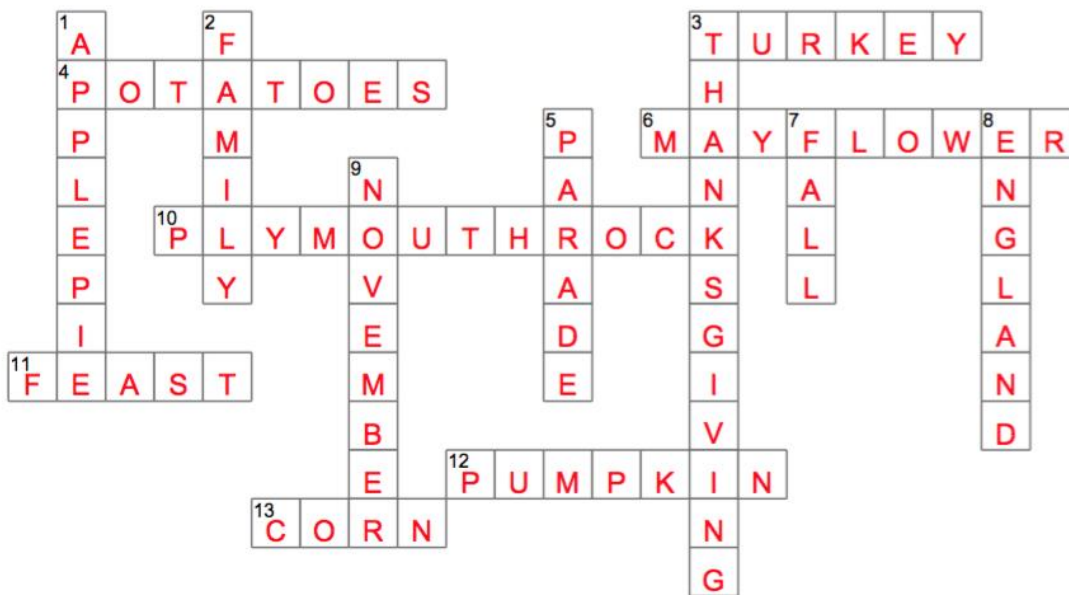 1 A 2 F 3 T U R K E Y
4 P O T A T O E S H
P M 5 P 6 M A Y 7 F L O W 8 E R
L I 9 N A N A N
E 10 P L Y M O U T H R O C K L G
P Y V A S L L
I E D G A
11 F E A S T M E I N
B V D
E 12 P U M P K I N
13 C O R N N
G